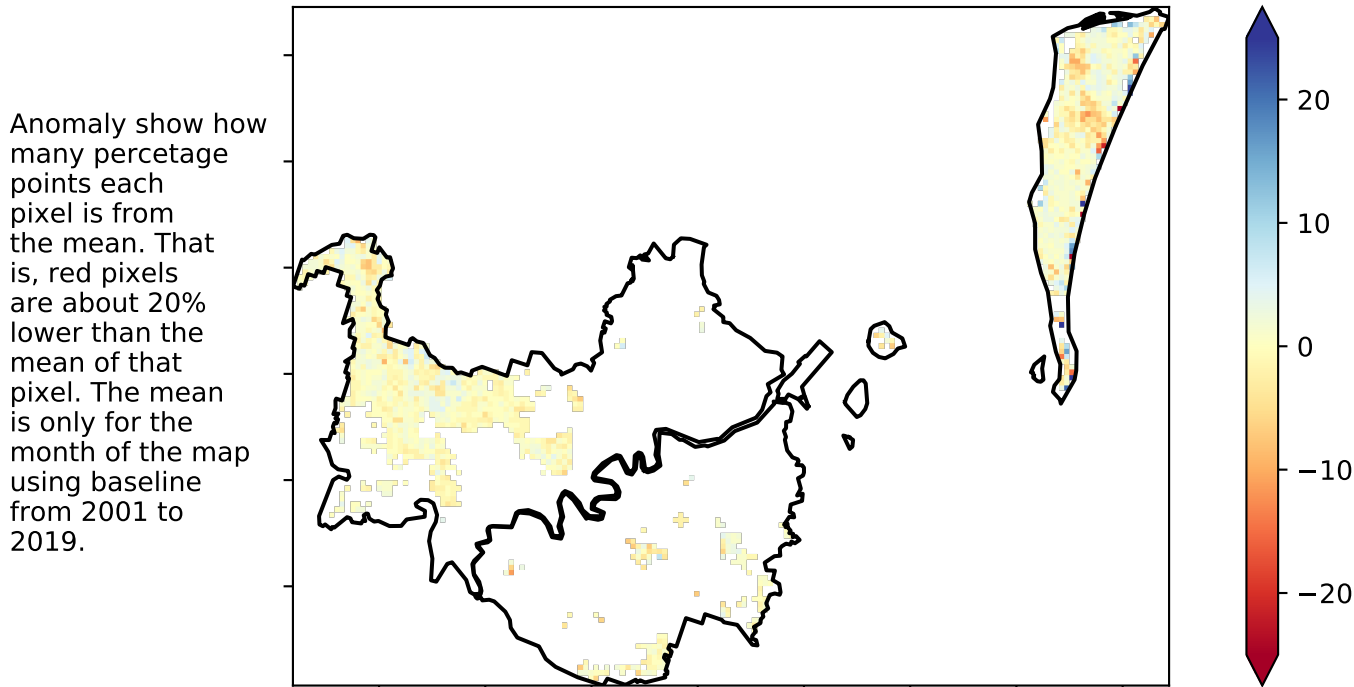 Anomaly show how
many percetage
points each
pixel is from
the mean. That
is, red pixels
are about 20%
lower than the
mean of that
pixel. The mean
is only for the
month of the map
using baseline
from 2001 to
2019.
20
10
0
−10
−20